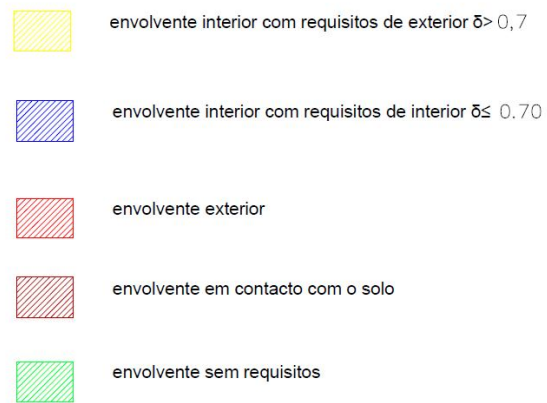 envolvente interior com requisitos de exterior δ> 0,7
envolvente interior com requisitos de interior δ≤ 0.70
envolvente exterior
envolvente em contacto com o solo
envolvente sem requisitos